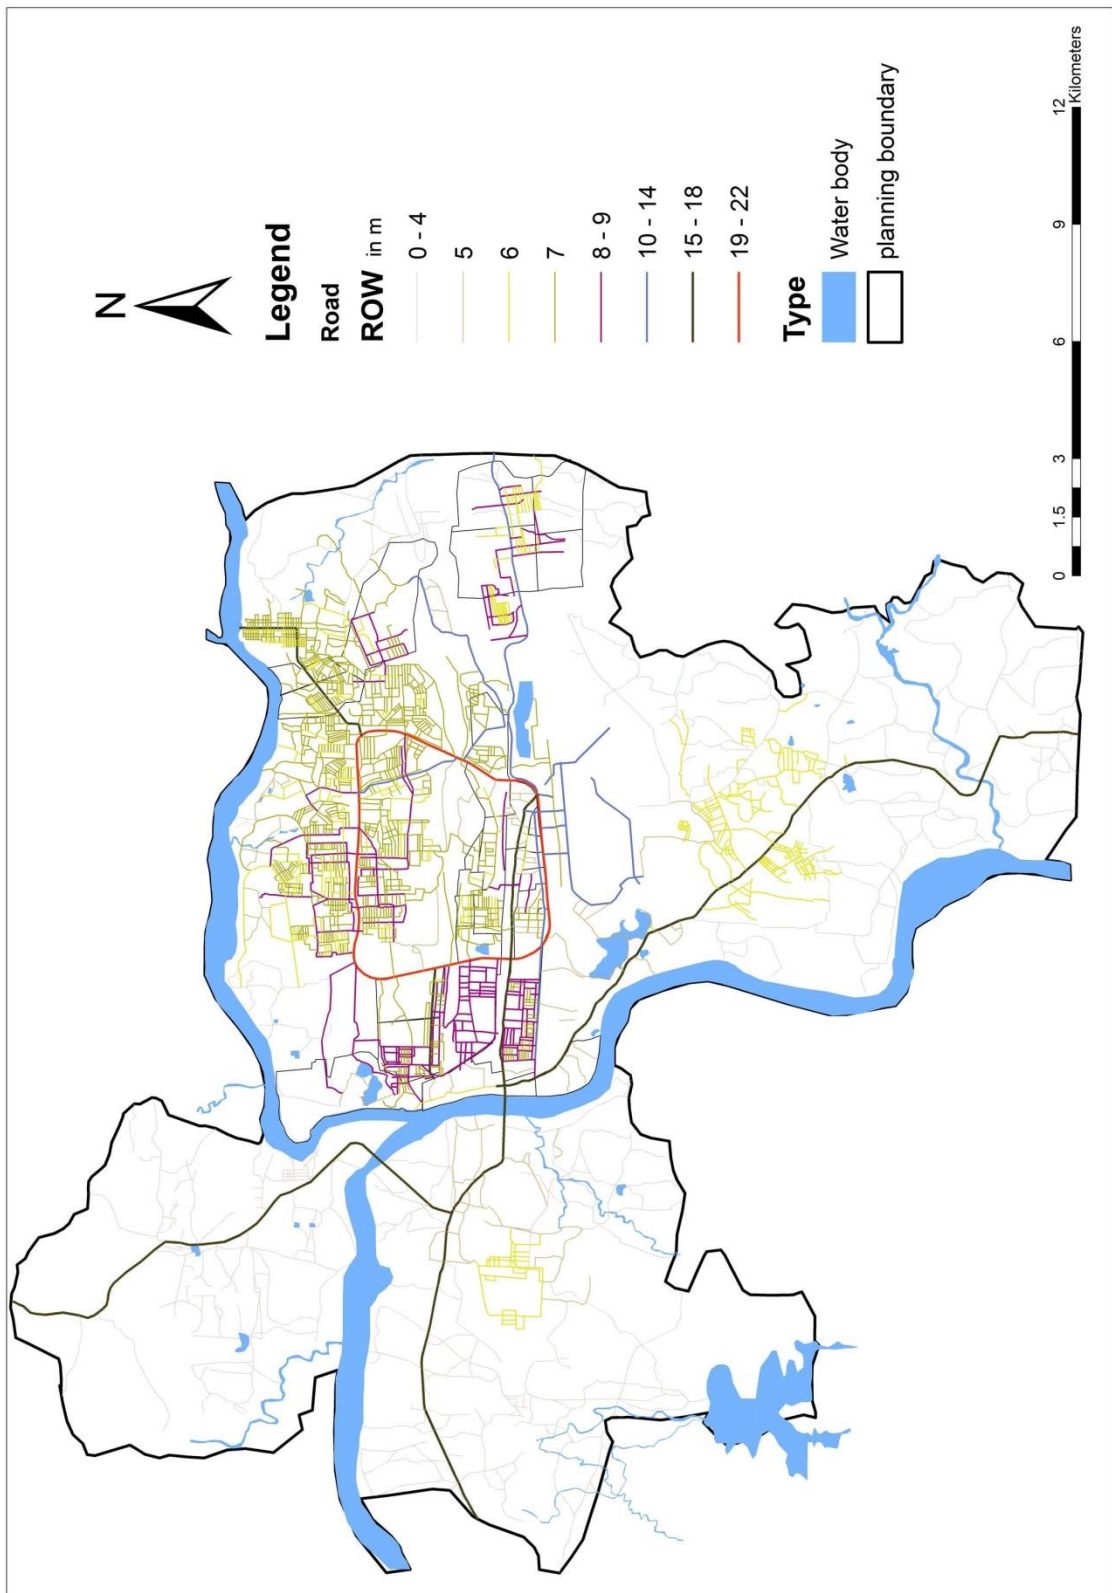 N
Legend
Road
ROW in m
0 - 4
5
6
7
8 - 9
10 - 14
15 - 18
19 - 22
Type
Water body
planning boundary
0 1.5 3 6 9 12
Kilometers